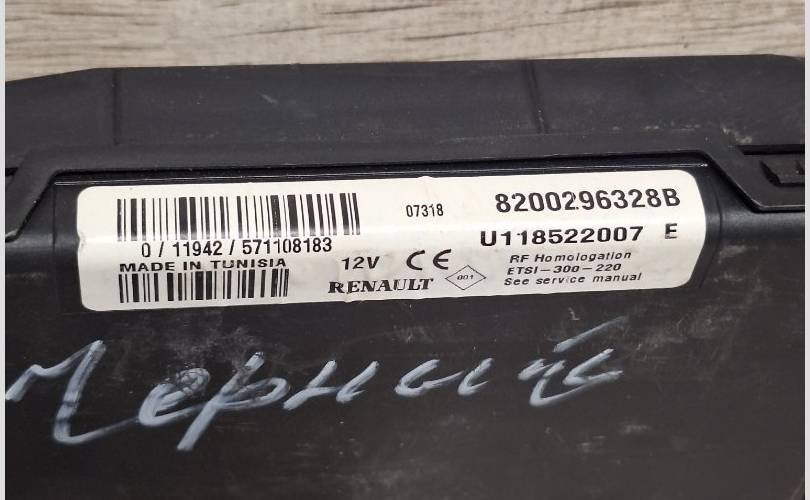 07318
8200296328B
0 / 11942 / 571108183
U118522007 E
MADE IN TUNISIA
12V CE
RF Homologation
ETSI-300-220
See service manual
RENAULT
001